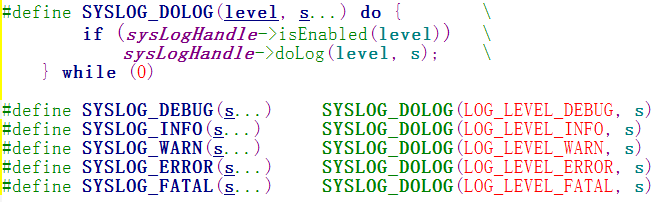 #define SYSLOG_DOLOG(level, s...) do { \
if (sysLogHandle->isEnabled(level)) \
sysLogHandle->doLog(level, s); \
} while (0)
#define SYSLOG_DEBUG(s...) SYSLOG_DOLOG(LOG_LEVEL_DEBUG, s)
#define SYSLOG_INFO(s...) SYSLOG_DOLOG(LOG_LEVEL_INFO, s)
#define SYSLOG_WARN(s...) SYSLOG_DOLOG(LOG_LEVEL_WARN, s)
#define SYSLOG_ERROR(s...) SYSLOG_DOLOG(LOG_LEVEL_ERROR, s)
#define SYSLOG_FATAL(s...) SYSLOG_DOLOG(LOG_LEVEL_FATAL, s)